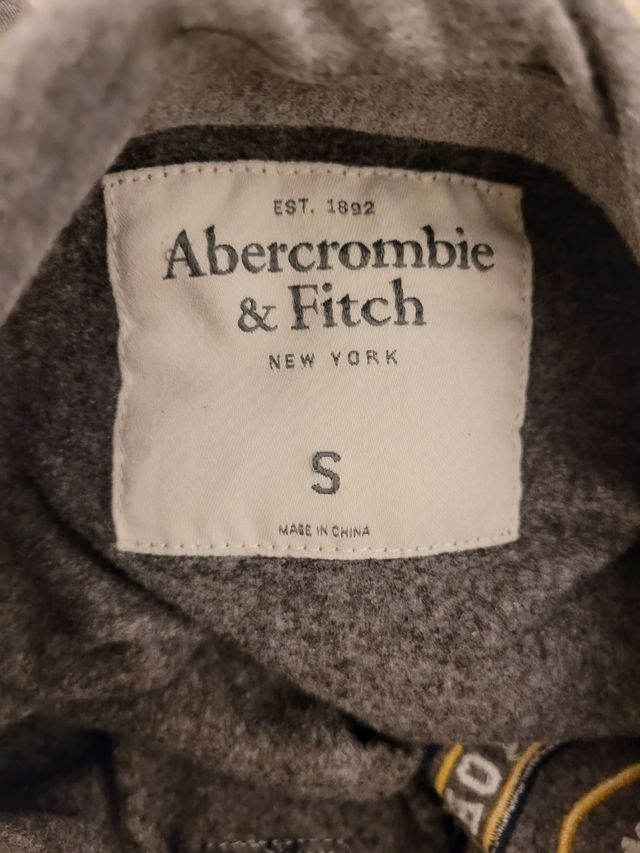 EST. 1892
Abercrombie
& Fitch
NEW YORK
S
MADE IN CHINA